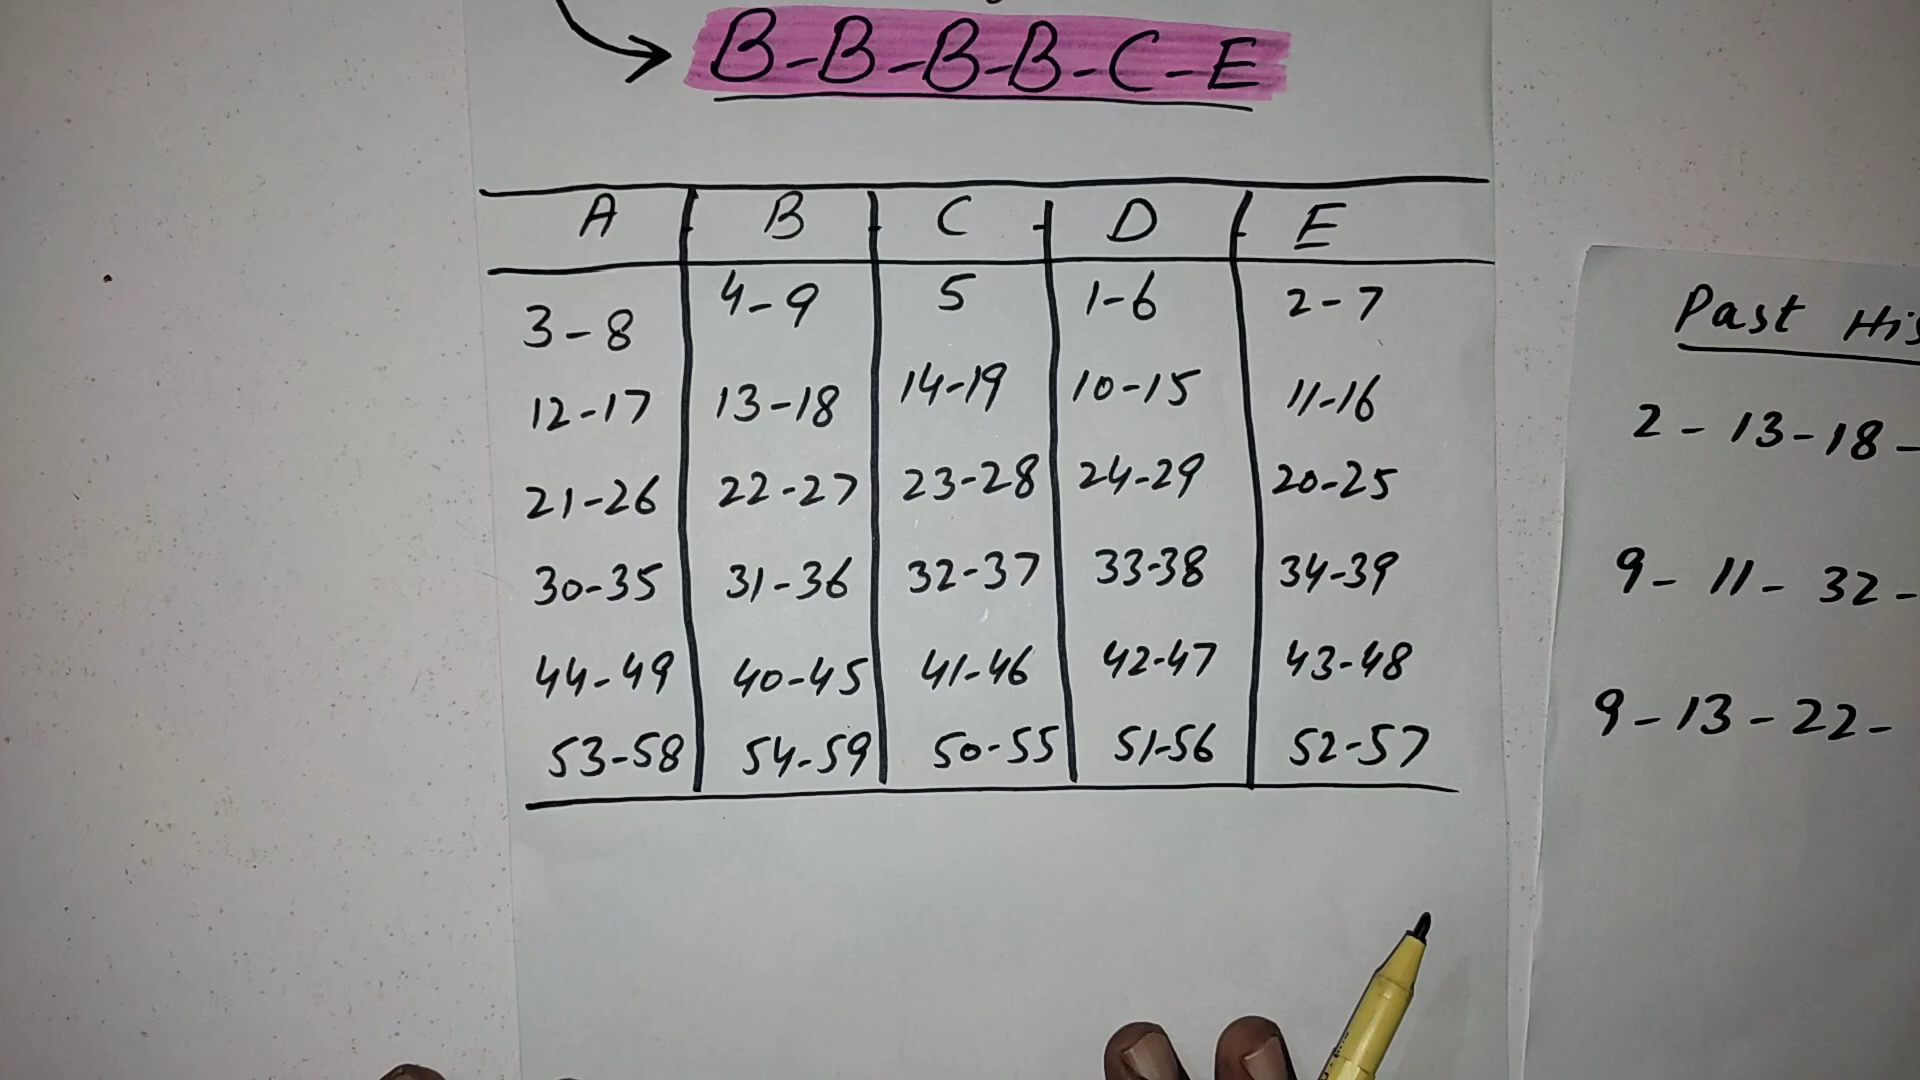 B-B-B-B-C-E
A B C D E
3-8 4-9 5 1-6 2-7
12-17 13-18 14-19 10-15 11-16
21-26 22-27 23-28 24-29 20-25
30-35 31-36 32-37 33-38 34-39
44-49 40-45 41-46 42-47 43-48
53-58 54-59 50-55 51-56 52-57
Past His
2-13-18-
9-11-32-
9-13-22-